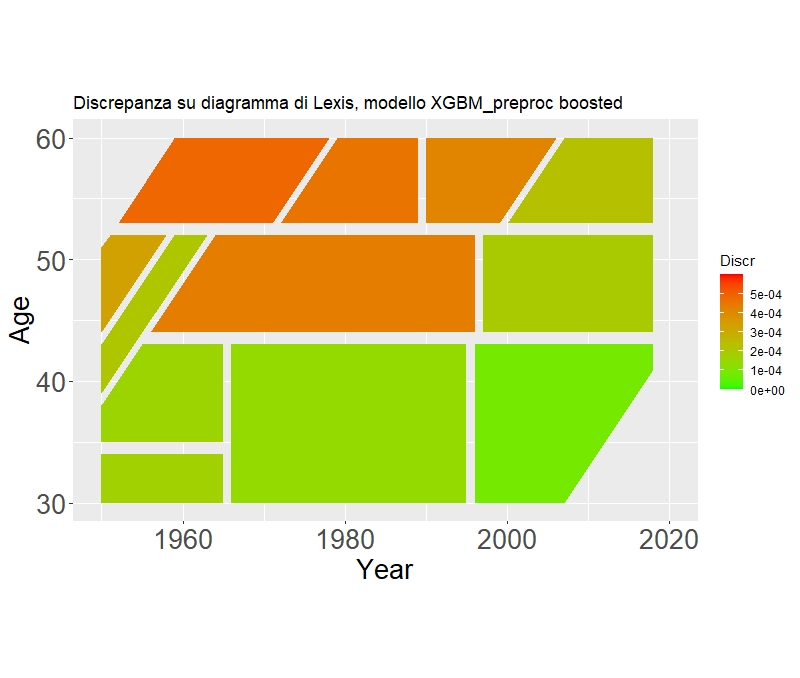 Discrepanza su diagramma di Lexis, modello XGBM_preproc boosted
60
50
40
30
Age
1960
1980
2000
2020
Year
Discr
5e-04
4e-04
3e-04
2e-04
1e-04
0e+00